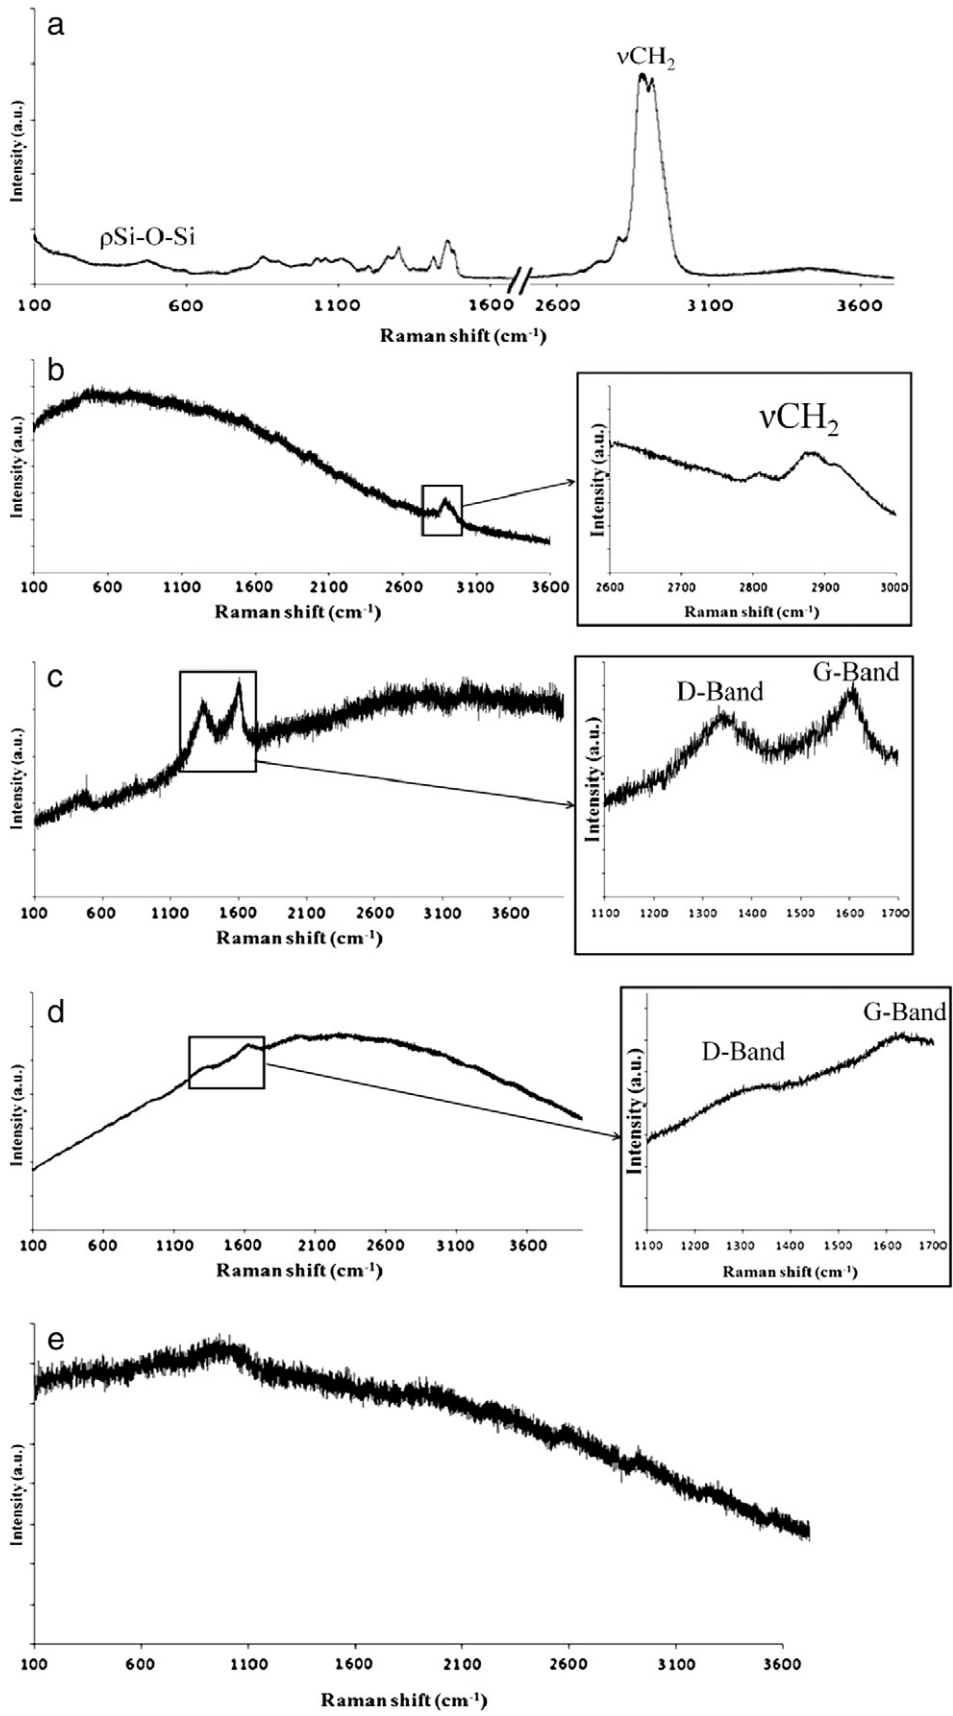 a
νCH2
ρSi-O-Si
Intensity (a.u.)
100 600 1100 1600 2600 3100 3600
Raman shift (cm-1)
b
Intensity (a.u.)
100 600 1100 1600 2100 2600 3100 3600
Raman shift (cm-1)
νCH2
Intensity (a.u.)
2600 2700 2800 2900 3000
Raman shift (cm-1)
c
Intensity (a.u.)
100 600 1100 1600 2100 2600 3100 3600
Raman shift (cm-1)
G-Band
D-Band
Intensity (a.u.)
1100 1200 1300 1400 1500 1600 1700
Raman shift (cm-1)
d
Intensity (a.u.)
100 600 1100 1600 2100 2600 3100 3600
Raman shift (cm-1)
G-Band
D-Band
Intensity (a.u.)
1100 1200 1300 1400 1500 1600 1700
Raman shift (cm-1)
e
Intensity (a.u.)
100 600 1100 1600 2100 2600 3100 3600
Raman shift (cm-1)